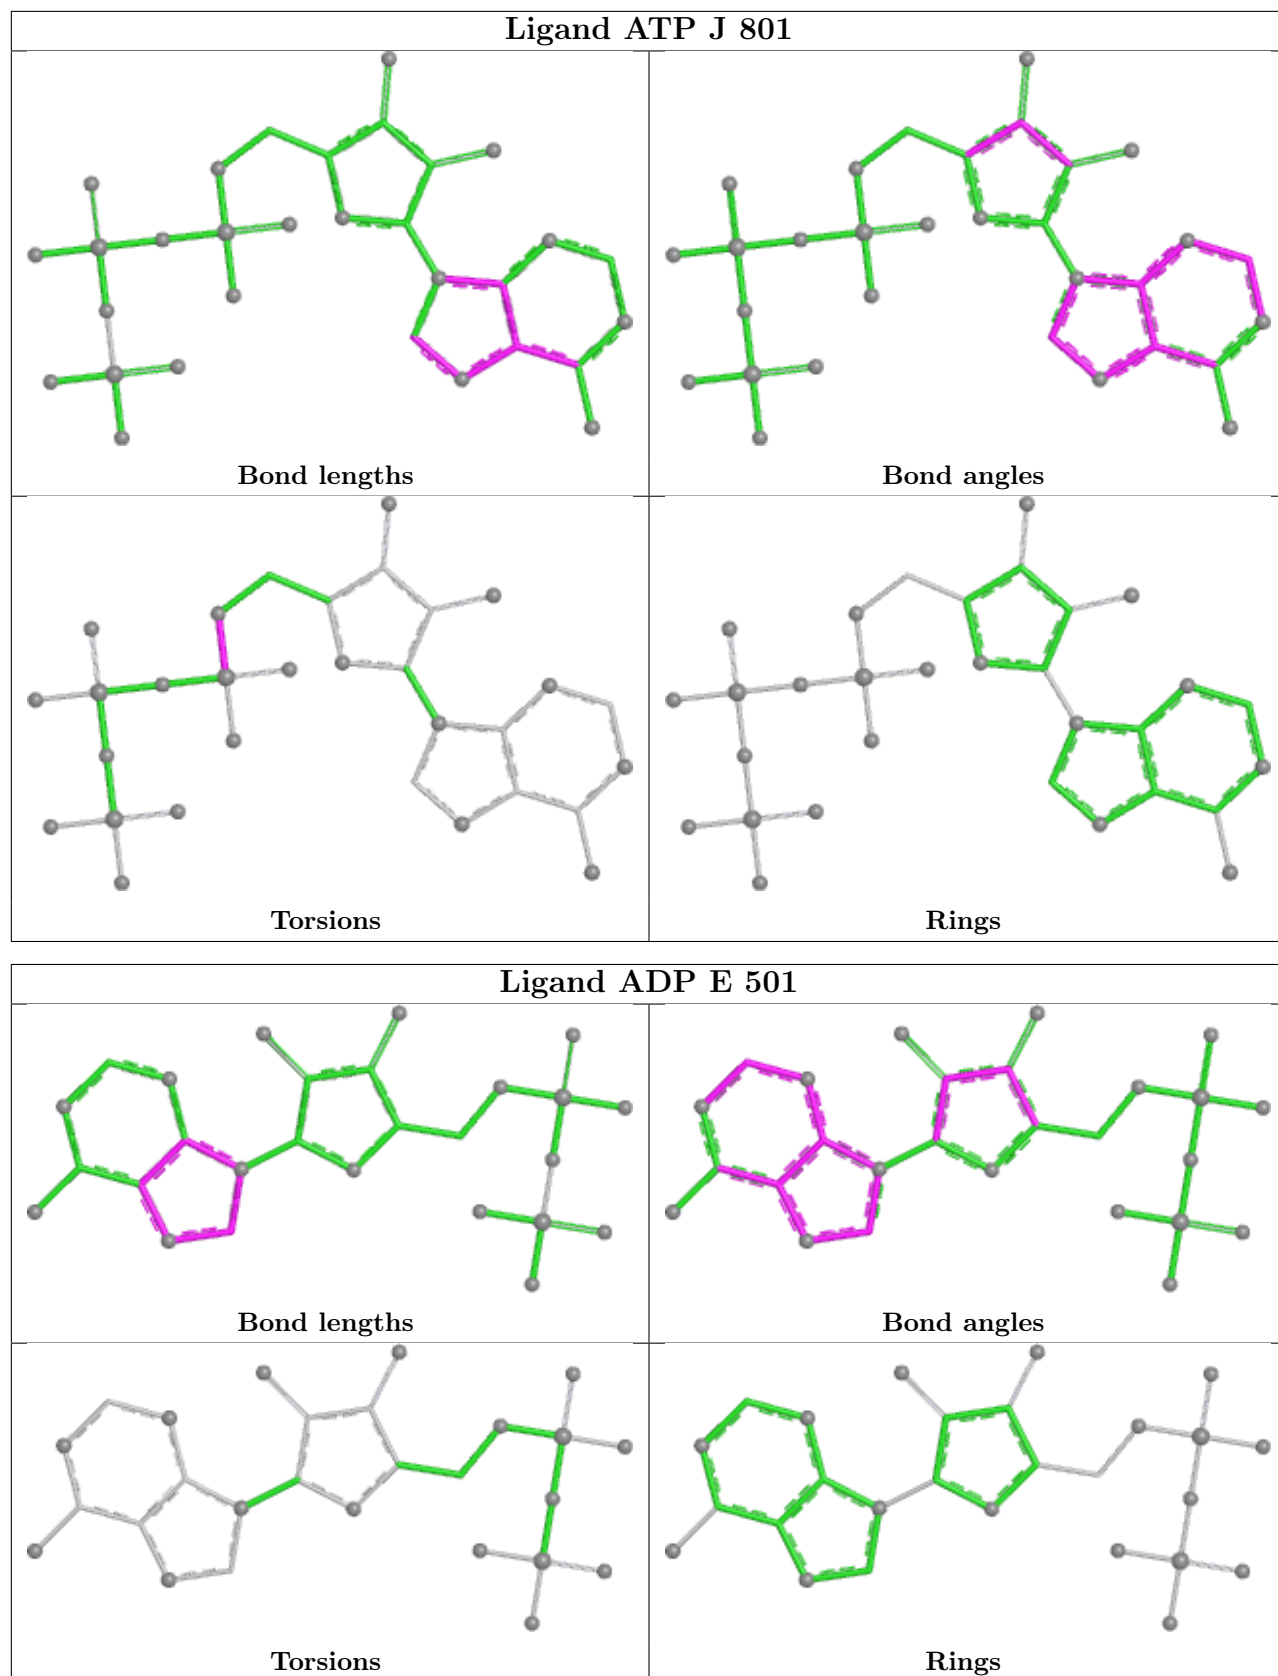 Ligand ATP J 801
Bond lengths
Bond angles
Torsions
Rings
Ligand ADP E 501
Bond lengths
Bond angles
Torsions
Rings